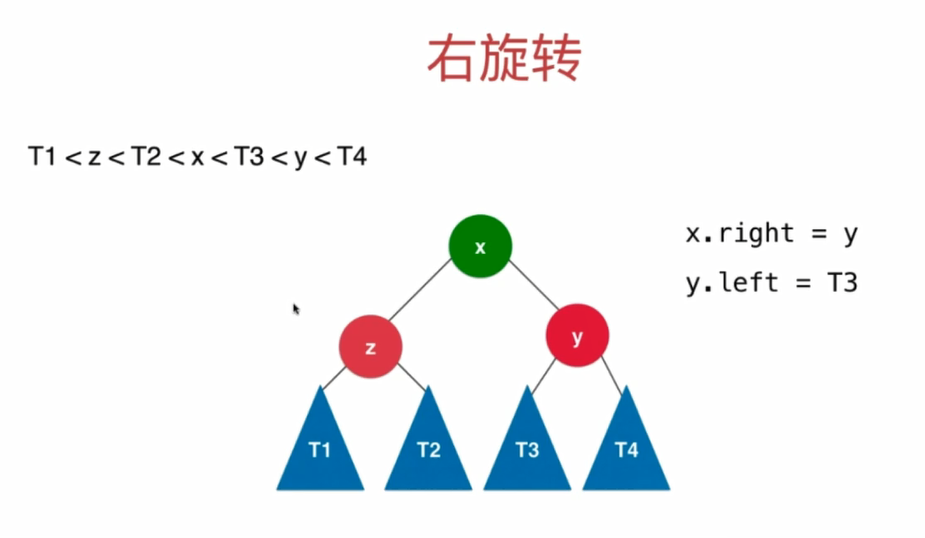 右旋转
T1 < z < T2 < x < T3 < y < T4
x
x.right = y
y.left = T3
z
y
T1
T2
T3
T4